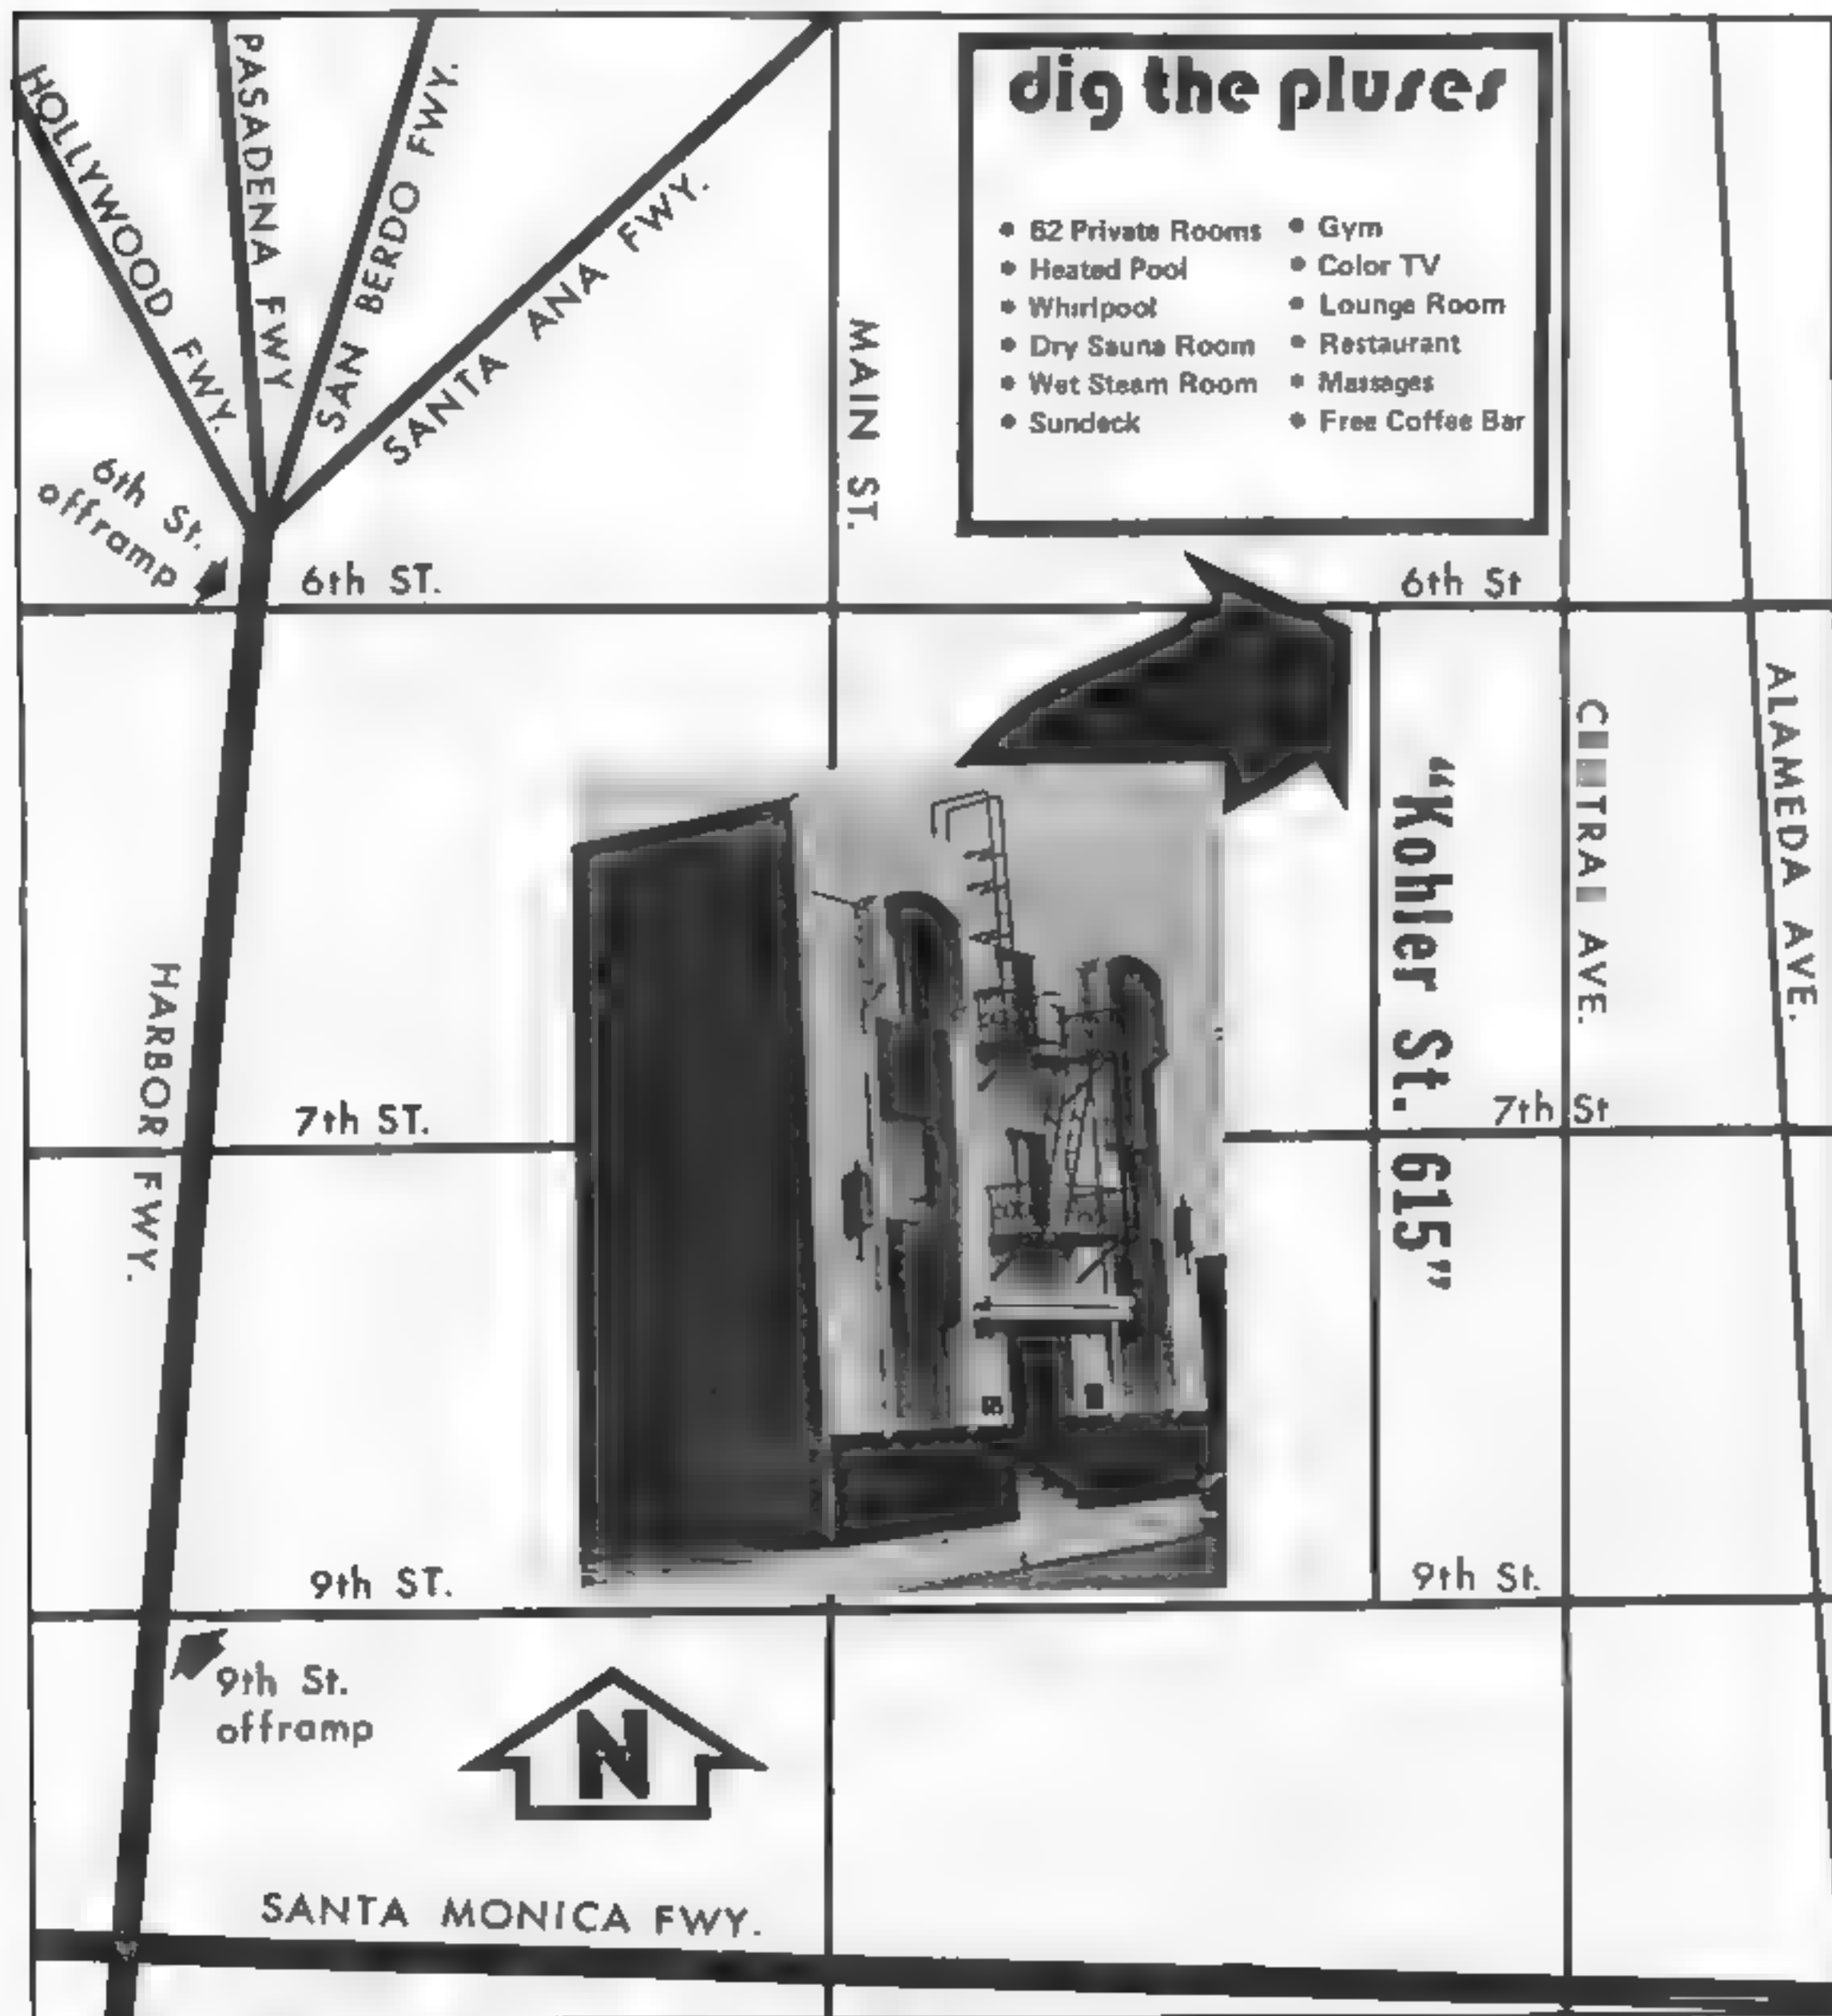 HOLLYWOOD FWY.
PASADENA FWY
SAN BERDO FWY.
SANTA ANA FWY.
MAIN ST.
dig the pluses
• 62 Private Rooms
• Heated Pool
• Whirlpool
• Dry Sauna Room
• Wet Steam Room
• Sundeck
• Gym
• Color TV
• Lounge Room
• Restaurant
• Massages
• Free Coffee Bar
6th St.
offramp
6th ST.
6th St
HARBOR FWY.
"Kohler St. 615"
CENTRAL AVE.
ALAMEDA AVE.
7th ST.
7th St
9th ST.
9th St.
9th St.
offramp
N
SANTA MONICA FWY.